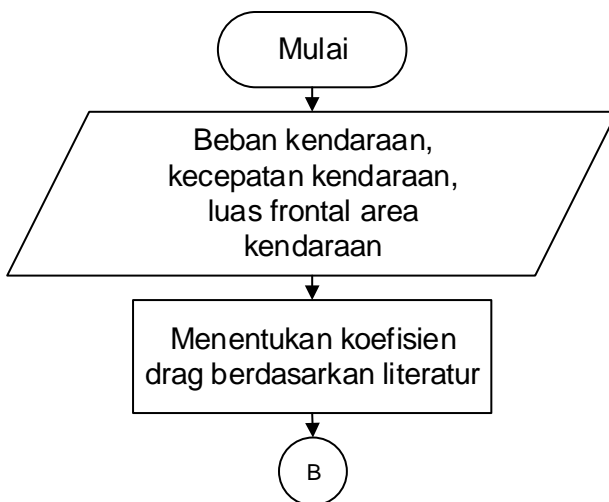 Mulai
Beban kendaraan,
kecepatan kendaraan,
luas frontal area
kendaraan
Menentukan koefisien
drag berdasarkan literatur
B